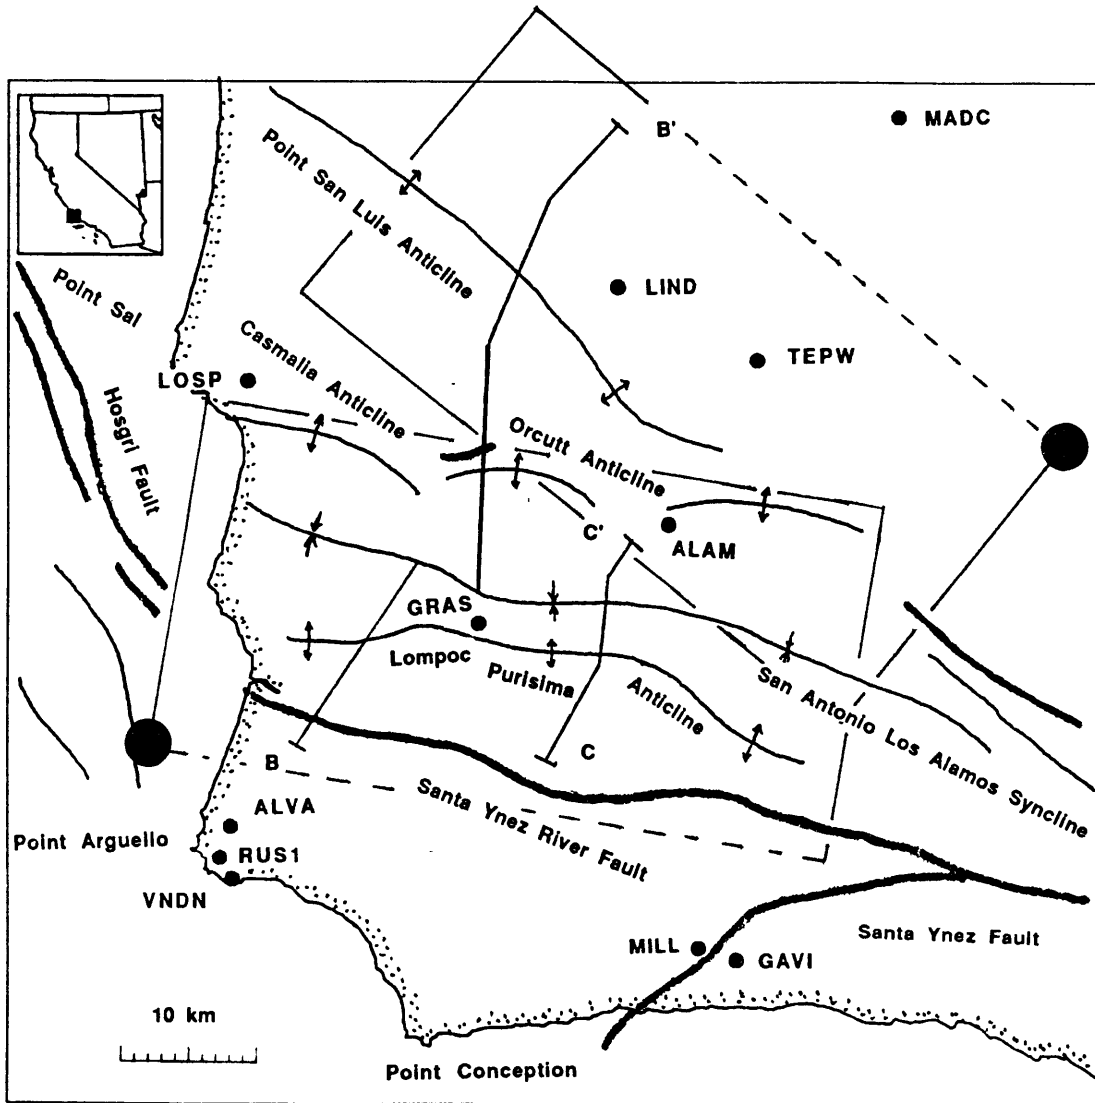 B'
MADC
Point San Luis Anticline
LIND
Point Sal
Casmalia Anticline
TEPW
LOSP
Hosgri Fault
Orcutt Anticline
C'
ALAM
GRAS
Lompoc Purisima Anticline
San Antonio Los Alamos Syncline
B
C
ALVA
Santa Ynez River Fault
Point Arguello
RUS1
VNDN
Santa Ynez Fault
MILL
GAVI
10 km
Point Conception